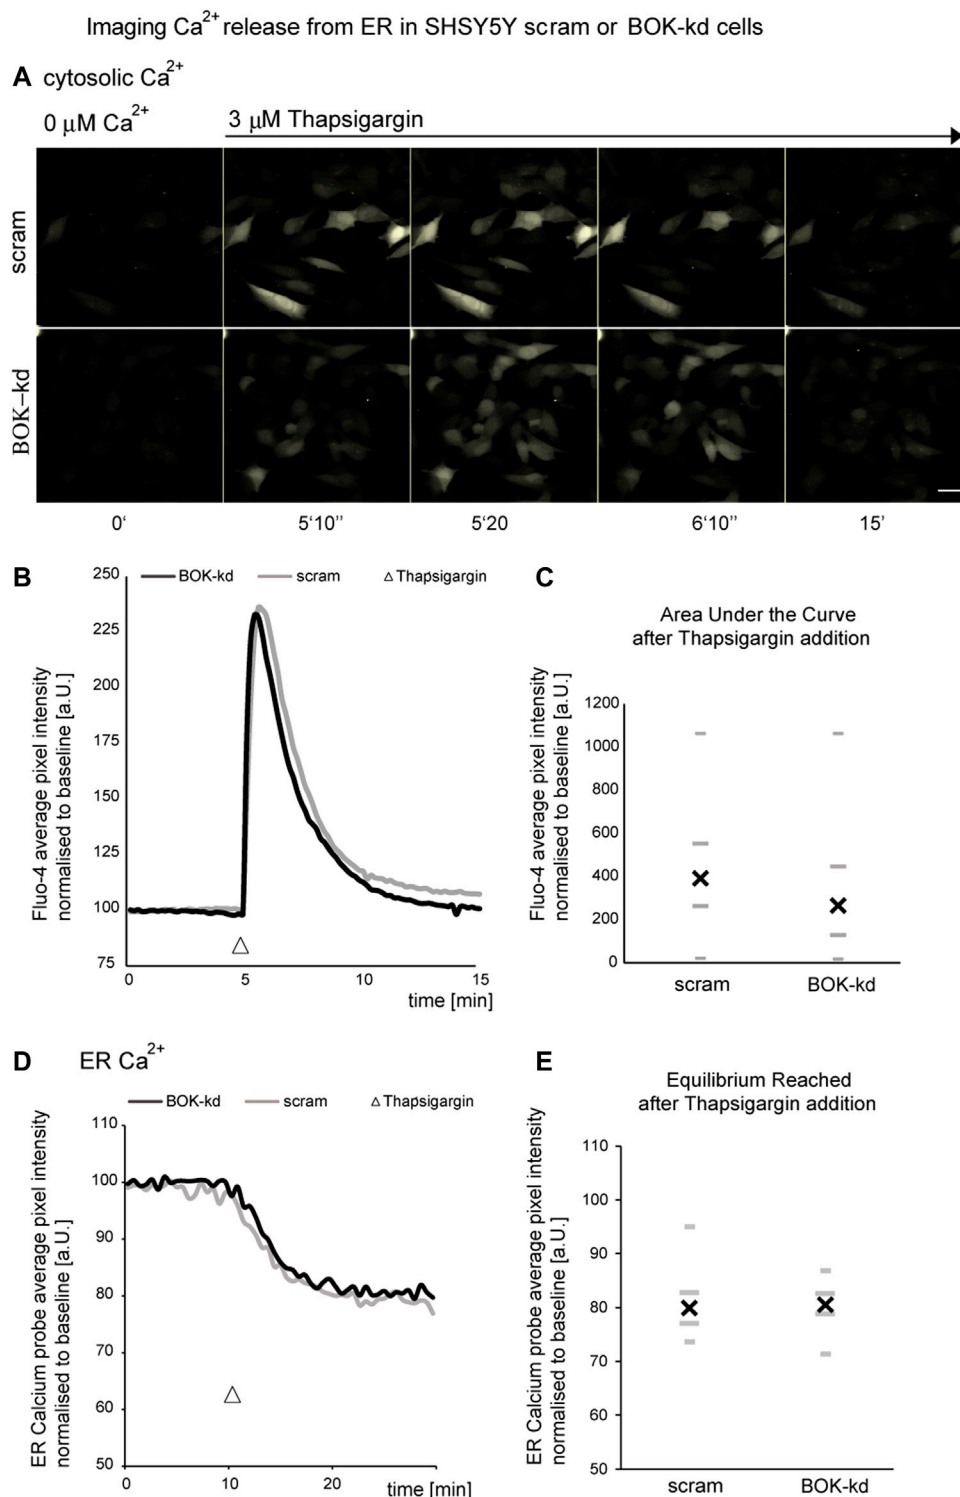 Imaging Ca2+ release from ER in SHSY5Y scram or BOK-kd cells
A cytosolic Ca2+
0 μM Ca2+
3 μM Thapsigargin
scram
BOK–kd
0‘
5‘10’’
5‘20
6‘10’’
15’
B
BOK-kd
scram
Thapsigargin
Fluo-4 average pixel intensity
normalised to baseline [a.U.]
250
225
200
175
150
125
100
75
0
5
10
15
time [min]
C
Area Under the Curve
after Thapsigargin addition
Fluo-4 average pixel intensity
normalised to baseline [a.U.]
1200
1000
800
600
400
200
0
scram
BOK-kd
D ER Ca2+
BOK-kd
scram
Thapsigargin
ER Calcium probe average pixel intensity
normalised to baseline [a.U.]
110
100
90
80
70
60
50
0
10
20
time [min]
E
Equilibrium Reached
after Thapsigargin addition
ER Calcium probe average pixel intensity
normalised to baseline [a.U.]
110
100
90
80
70
60
50
scram
BOK-kd